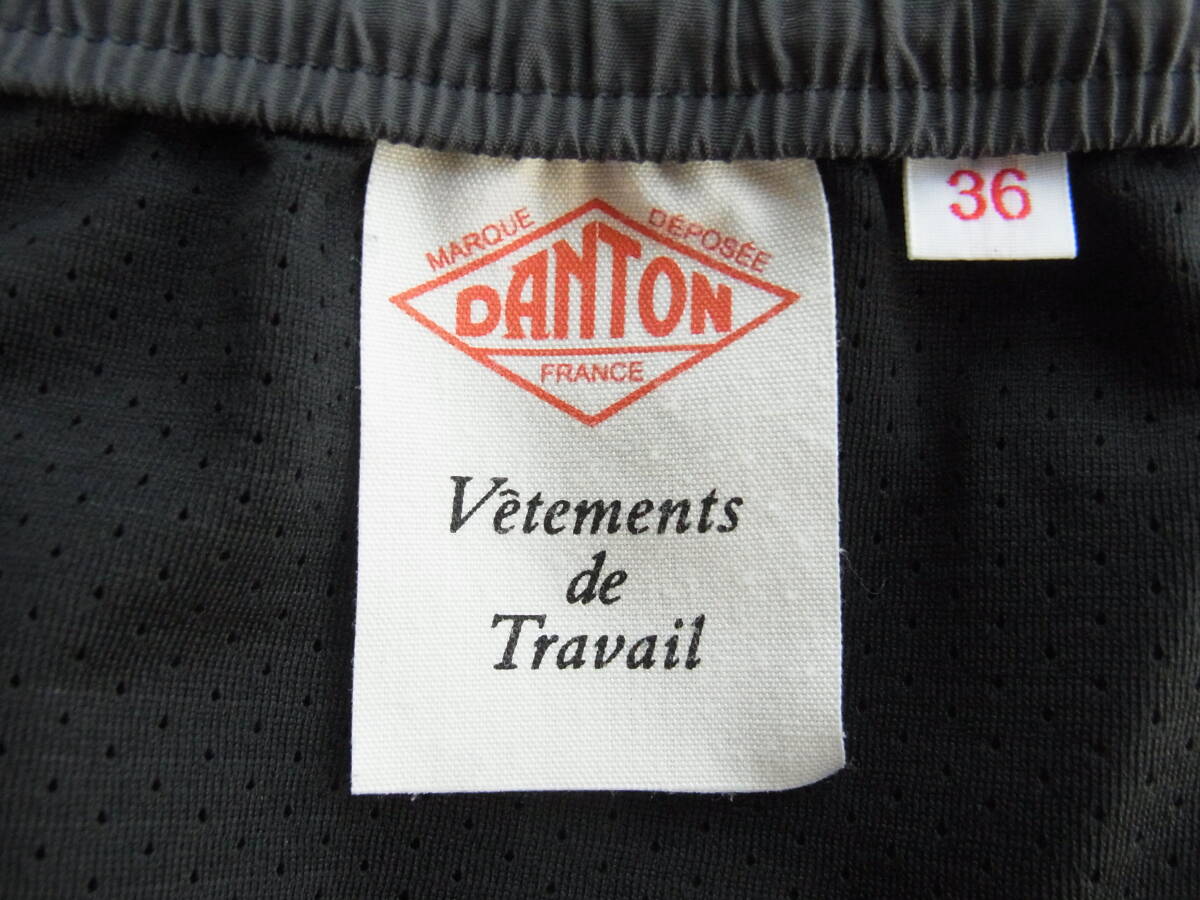 MARQUE DÉPOSÉE
DANTON
FRANCE
Vêtements
de
Travail
36